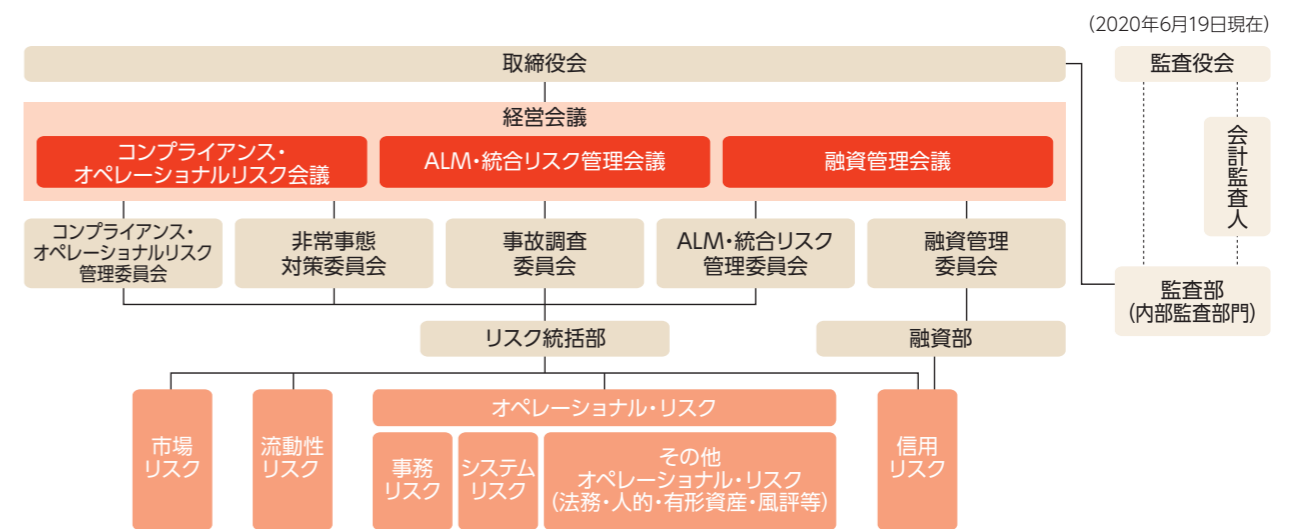 （2020年6月19日現在）
取締役会
監査役会
経営会議
コンプライアンス・
オペレーショナルリスク会議
ALM・統合リスク管理会議
融資管理会議
会計監査人
コンプライアンス・
オペレーショナルリスク
管理委員会
非常事態
対策委員会
事故調査
委員会
ALM・統合リスク
管理委員会
融資管理
委員会
監査部
（内部監査部門）
リスク統括部
融資部
市場
リスク
流動性
リスク
オペレーショナル・リスク
事務
リスク
システム
リスク
その他
オペレーショナル・リスク
（法務・人的・有形資産・風評等）
信用
リスク